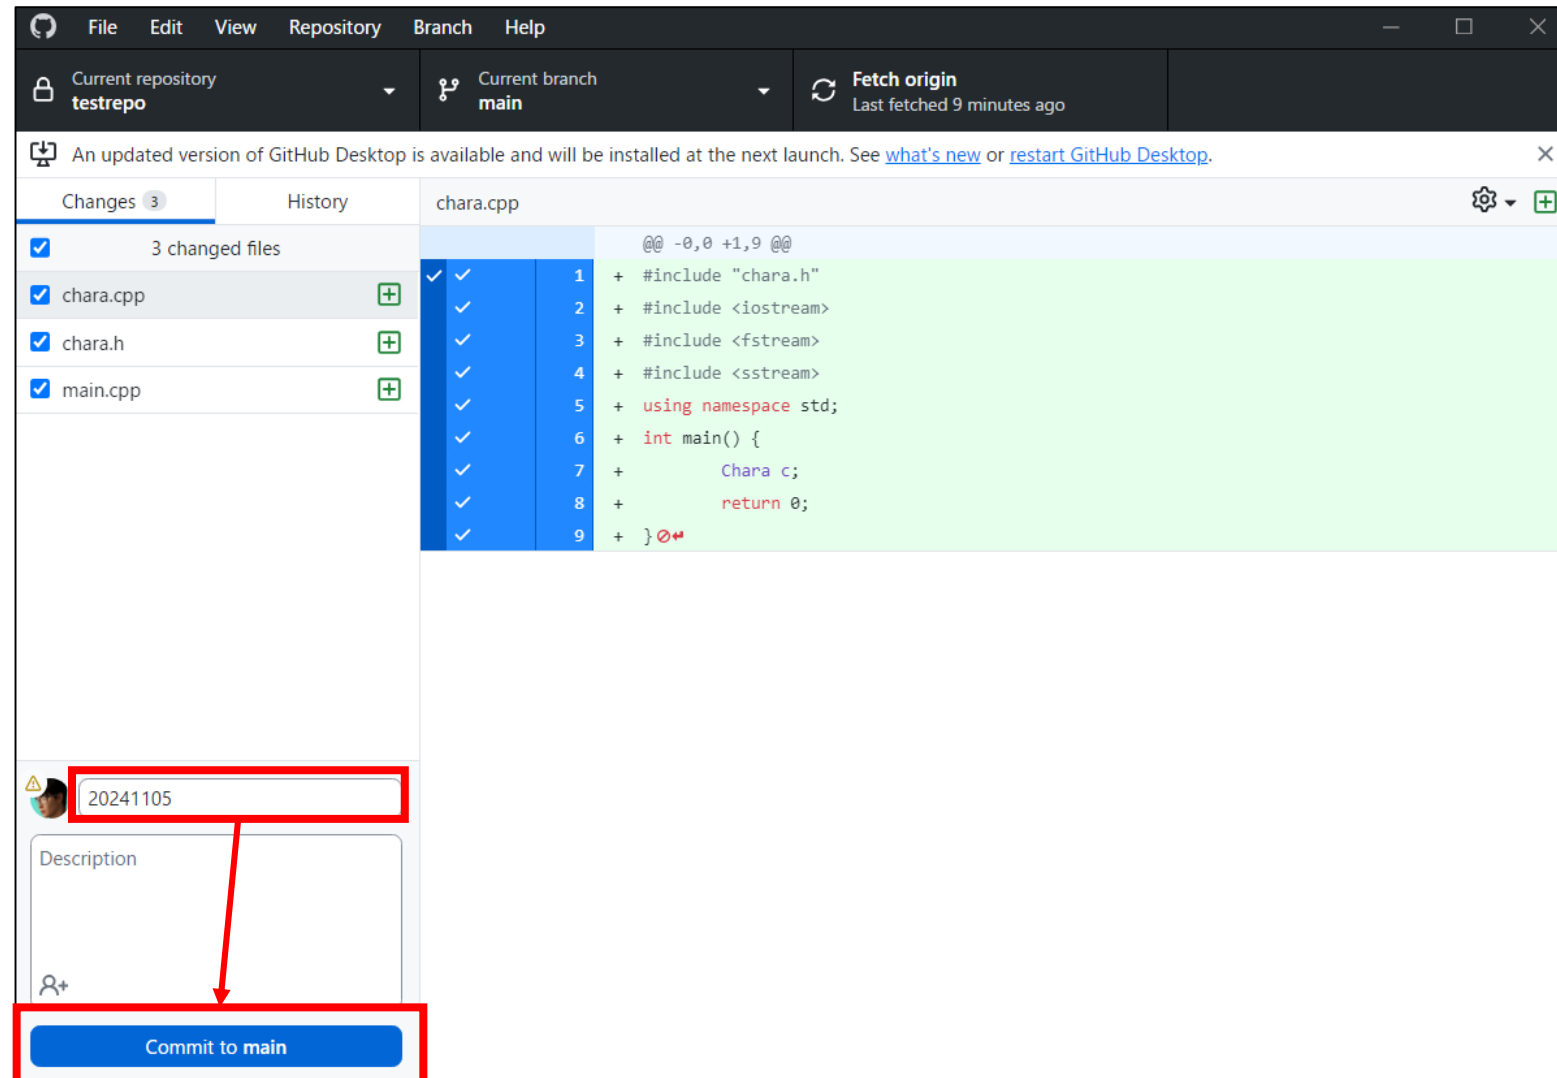 File Edit View Repository Branch Help
Current repository
testrepo
Current branch
main
Fetch origin
Last fetched 9 minutes ago
An updated version of GitHub Desktop is available and will be installed at the next launch. See what's new or restart GitHub Desktop.
Changes 3 History
chara.cpp
3 changed files
chara.cpp
chara.h
main.cpp
@@ -0,0 +1,9 @@
1 + #include "chara.h"
2 + #include <iostream>
3 + #include <fstream>
4 + #include <sstream>
5 + using namespace std;
6 + int main() {
7 + Chara c;
8 + return 0;
9 + }
20241105
Description
Commit to main